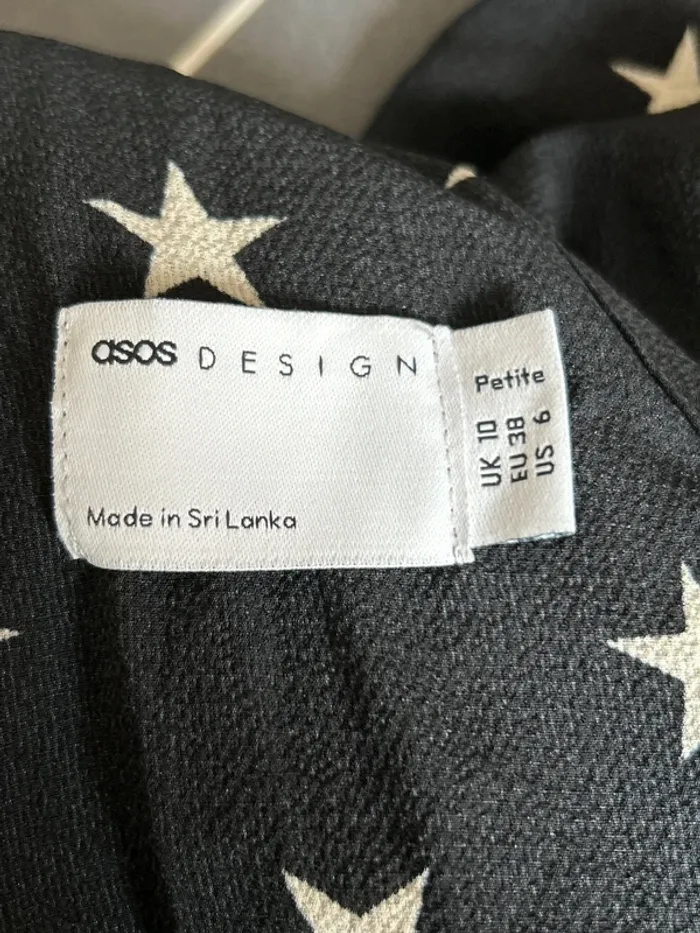 asos DESIGN
Made in Sri Lanka
Petite
UK 10
EU 38
US 6